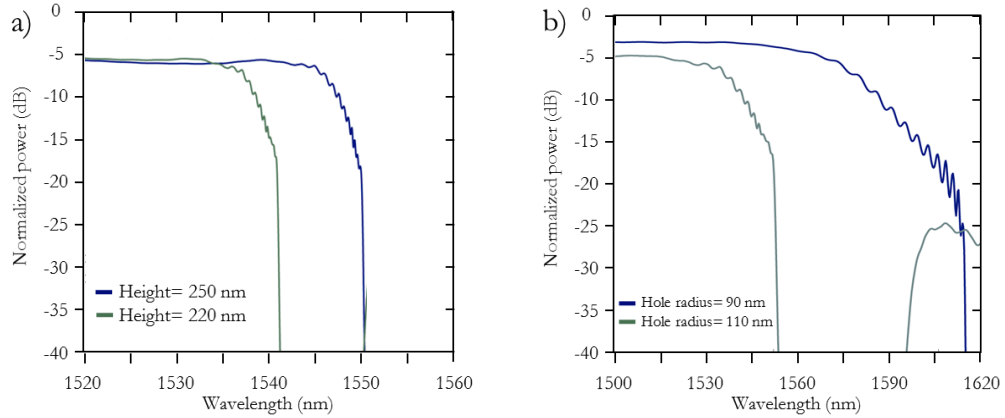 a)
Normalized power (dB)
0
-5
-10
-15
-20
-25
-30
-35
-40
Height= 250 nm
Height= 220 nm
1520
1530
1540
1550
1560
Wavelength (nm)
b)
Normalized power (dB)
0
-5
-10
-15
-20
-25
-30
-35
-40
Hole radius= 90 nm
Hole radius= 110 nm
1500
1530
1560
1590
1620
Wavelength (nm)